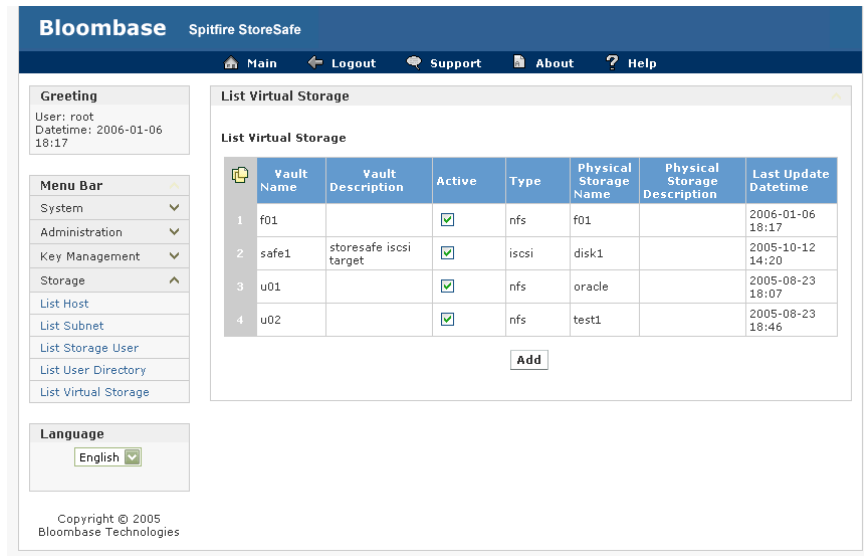 Bloombase Spitfire StoreSafe
Main Logout Support About Help
Greeting
User: root
Datetime: 2006-01-06
18:17
Menu Bar
System
Administration
Key Management
Storage
List Host
List Subnet
List Storage User
List User Directory
List Virtual Storage
Language
English
Copyright © 2005
Bloombase Technologies
List Virtual Storage
List Virtual Storage
Vault Name Vault Description Active Type Physical Storage Name Physical Storage Description Last Update Datetime
1 f01 nfs f01 2006-01-06 18:17
2 safe1 storesafe iscsi target iscsi disk1 2005-10-12 14:20
3 u01 nfs oracle 2005-08-23 18:07
4 u02 nfs test1 2005-08-23 18:46
Add